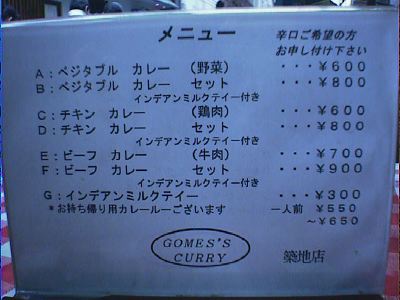 メニュー
辛口ご希望の方
お申し付け下さい
A：ベジタブル カレー （野菜） ・・・￥６００
B：ベジタブル カレー セット ・・・￥８００
インデアンミルクテイー付き
C：チキン カレー （鶏肉） ・・・￥６００
D：チキン カレー セット ・・・￥８００
インデアンミルクテイー付き
E：ビーフ カレー （牛肉） ・・・￥７００
F：ビーフ カレー セット ・・・￥９００
インデアンミルクテイー付き
G：インデアンミルクテイー ・・・￥３００
＊お持ち帰り用カレールーございます 一人前 ￥５５０
～￥６５０
GOMES'S
CURRY
築地店